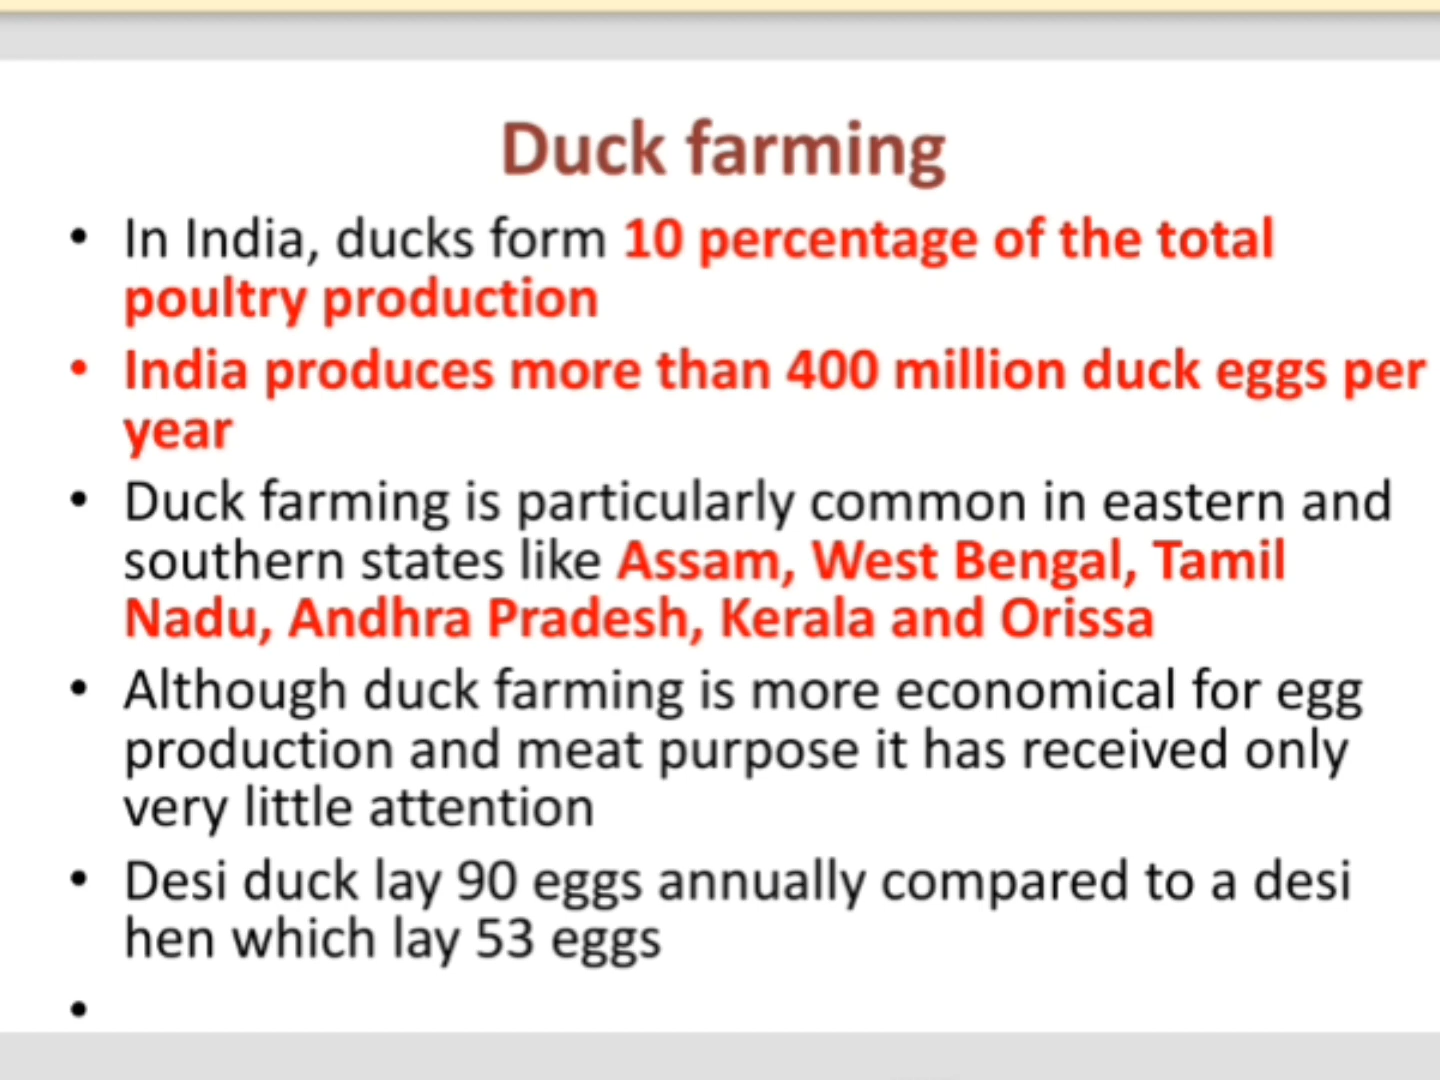 Duck farming
• In India, ducks form 10 percentage of the total
poultry production
• India produces more than 400 million duck eggs per
year
• Duck farming is particularly common in eastern and
southern states like Assam, West Bengal, Tamil
Nadu, Andhra Pradesh, Kerala and Orissa
• Although duck farming is more economical for egg
production and meat purpose it has received only
very little attention
• Desi duck lay 90 eggs annually compared to a desi
hen which lay 53 eggs
•